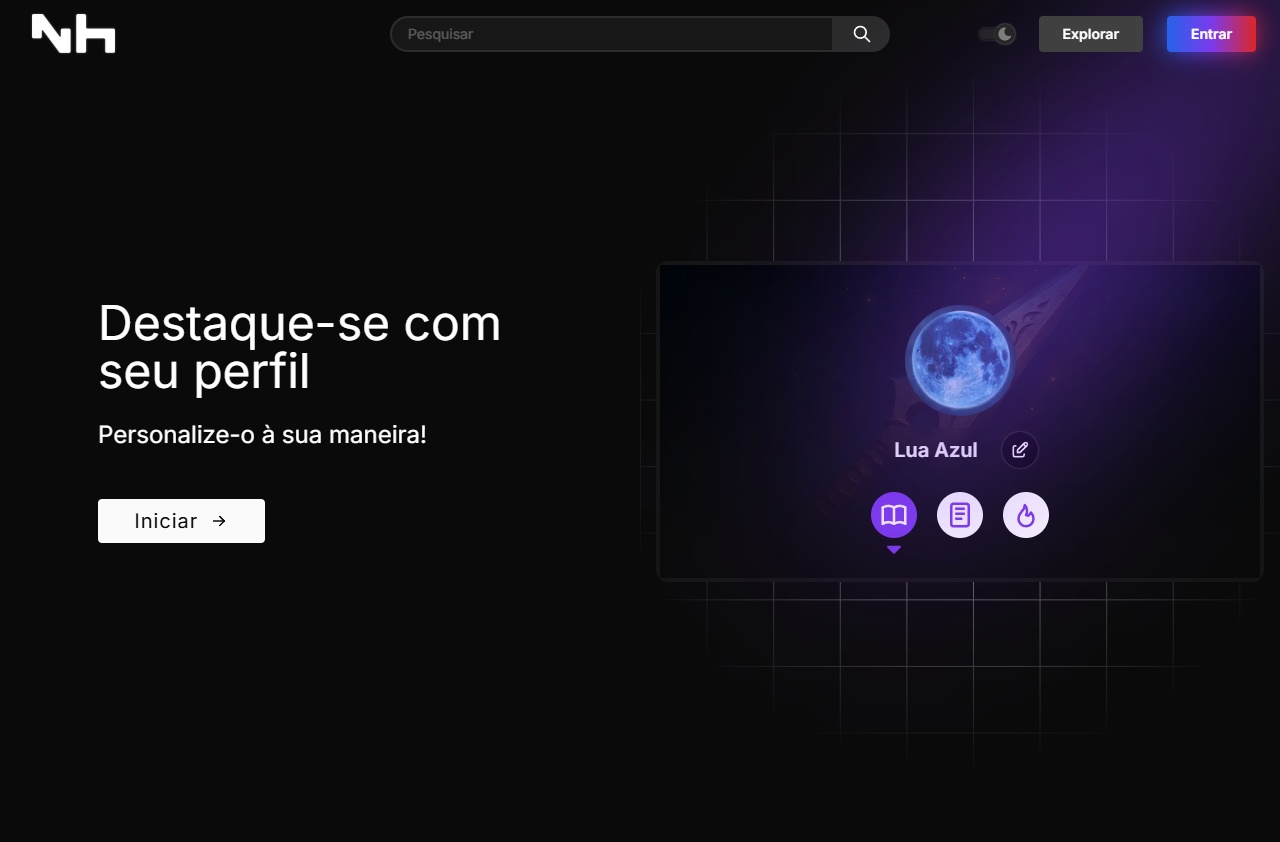 Nh
Pesquisar
Explorar
Entrar
Destaque-se com
seu perfil
Personalize-o à sua maneira!
Iniciar
Lua Azul